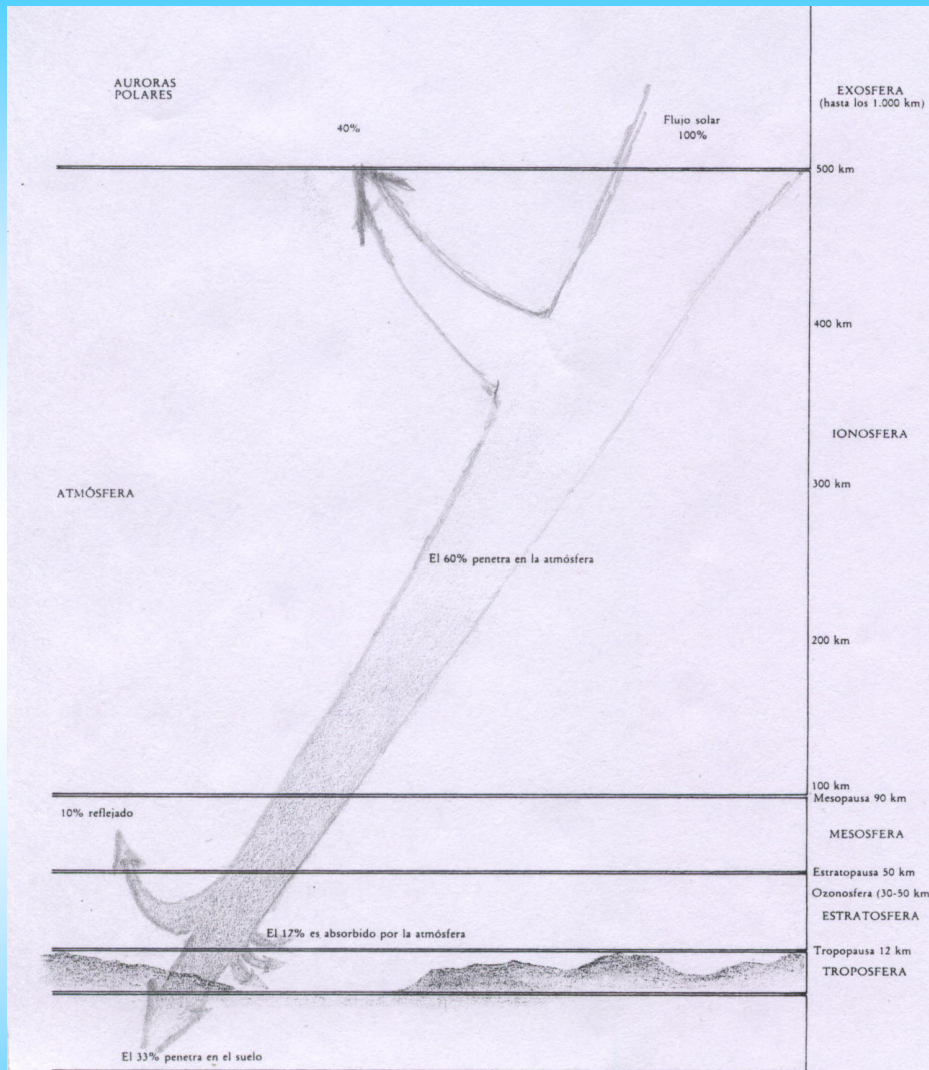 AURORAS
POLARES
40%
Flujo solar
100%
EXOSFERA
(hasta los 1.000 km)
500 km
400 km
IONOSFERA
300 km
ATMÓSFERA
El 60% penetra en la atmósfera
200 km
100 km
Mesopausa 90 km
10% reflejado
MESOSFERA
Estratopausa 50 km
Ozonosfera (30-50 km
ESTRATOSFERA
El 17% es absorbido por la atmósfera
Tropopausa 12 km
TROPOSFERA
El 33% penetra en el suelo